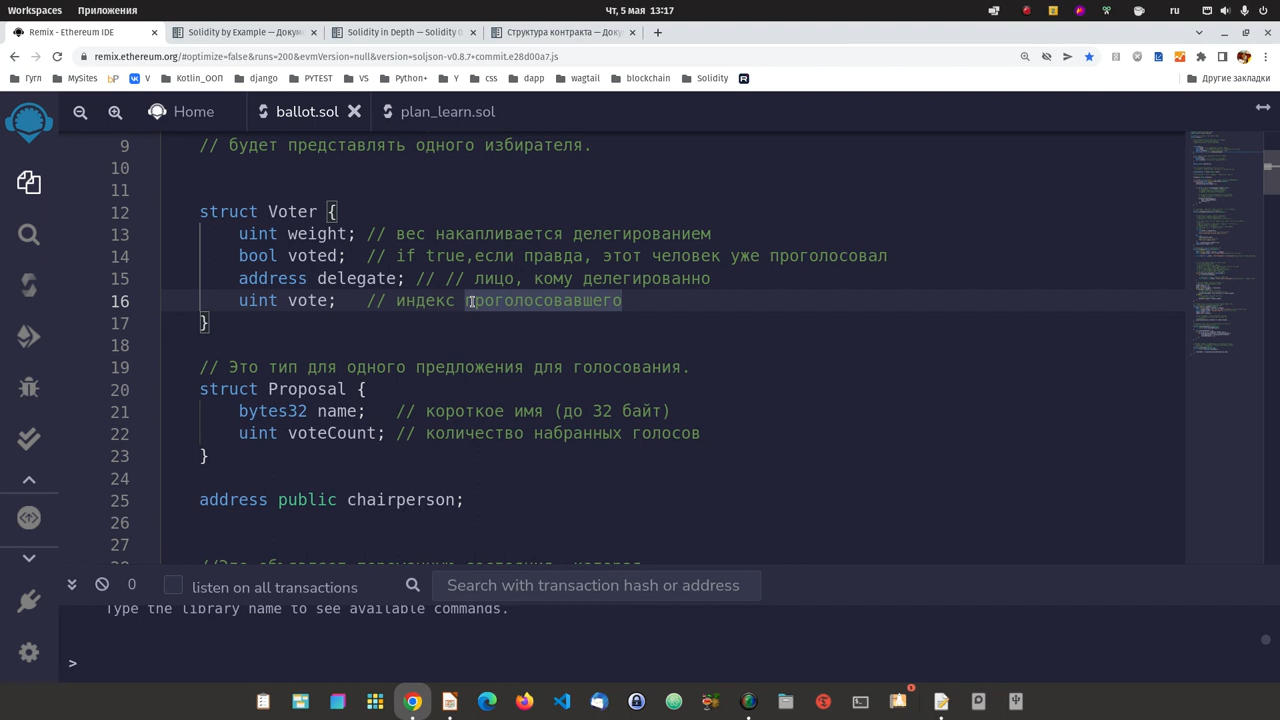 Workspaces Приложения Чт, 5 мая 13:17 ru
Remix - Ethereum IDE Solidity by Example — Докум Solidity in Depth — Solidity 0. Структура контракта — Доку
remix.ethereum.org/#optimize=false&runs=200&evmVersion=null&version=soljson-v0.8.7+commit.e28d00a7.js
Гугл MySites V Kotlin_ООП django PYTEST VS Python+ Y css dapp wagtail blockchain Solidity Другие закладки
Home ballot.sol plan_learn.sol
9 // будет представлять одного избирателя.
10
11
12 struct Voter {
13 uint weight; // вес накапливается делегированием
14 bool voted; // if true,если правда, этот человек уже проголосовал
15 address delegate; // // лицо, кому делегированно
16 uint vote; // индекс проголосовавшего
17 }
18
19 // Это тип для одного предложения для голосования.
20 struct Proposal {
21 bytes32 name; // короткое имя (до 32 байт)
22 uint voteCount; // количество набранных голосов
23 }
24
25 address public chairperson;
26
27
28 //Это объявляет переменную состояния, которая
0 listen on all transactions Search with transaction hash or address
Type the library name to see available commands.
>